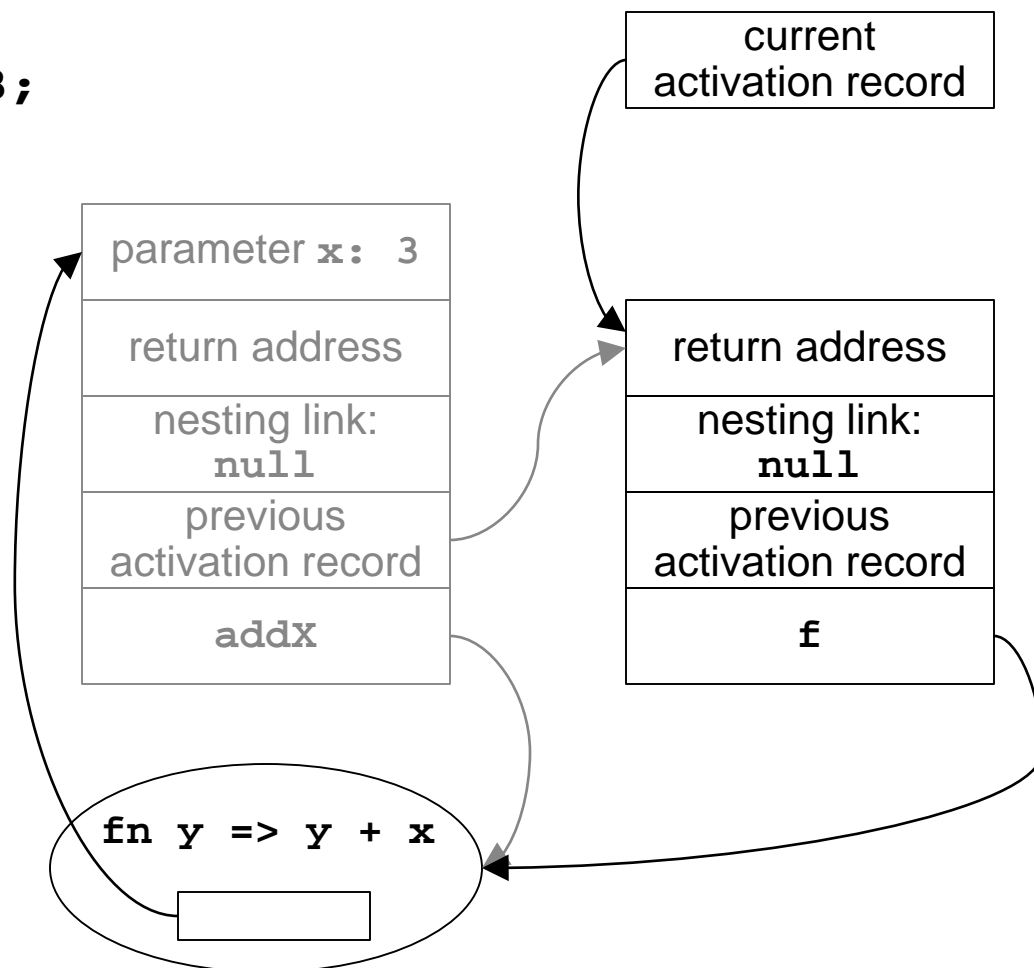 3;
current
activation record
parameter x: 3
return address
nesting link:
null
previous
activation record
addX
return address
nesting link:
null
previous
activation record
f
fn y => y + x